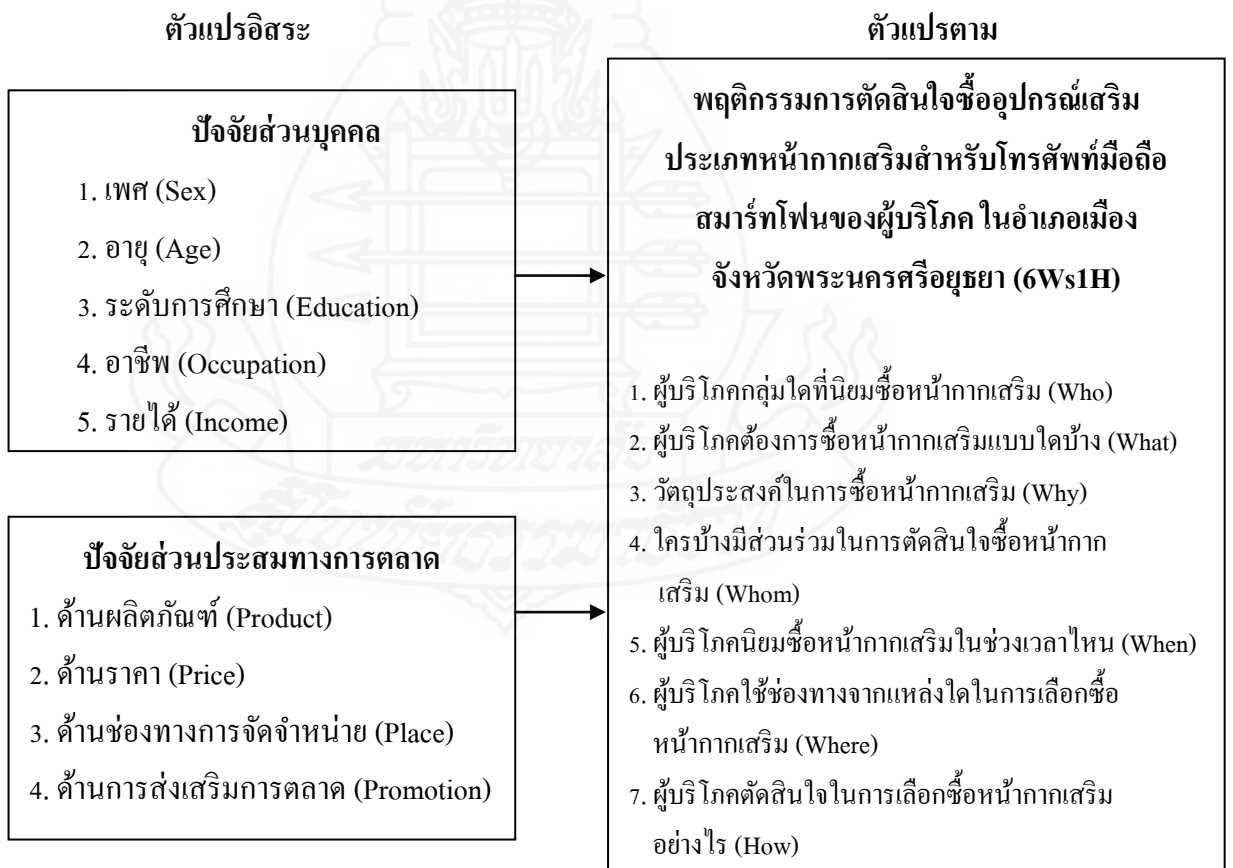 ตัวแปรอิสระ
ปัจจัยส่วนบุคคล
1. เพศ (Sex)
2. อายุ (Age)
3. ระดับการศึกษา (Education)
4. อาชีพ (Occupation)
5. รายได้ (Income)
ปัจจัยส่วนประสมทางการตลาด
1. ด้านผลิตภัณฑ์ (Product)
2. ด้านราคา (Price)
3. ด้านช่องทางการจัดจำหน่าย (Place)
4. ด้านการส่งเสริมการตลาด (Promotion)
ตัวแปรตาม
พฤติกรรมการตัดสินใจซื้ออุปกรณ์เสริม
ประเภทหน้ากากเสริมสำหรับโทรศัพท์มือถือ
สมาร์ทโฟนของผู้บริโภค ในอำเภอเมือง
จังหวัดพระนครศรีอยุธยา (6Ws1H)
1. ผู้บริโภคกลุ่มใดที่นิยมซื้อหน้ากากเสริม (Who)
2. ผู้บริโภคต้องการซื้อหน้ากากเสริมแบบใดบ้าง (What)
3. วัตถุประสงค์ในการซื้อหน้ากากเสริม (Why)
4. ใครบ้างมีส่วนร่วมในการตัดสินใจซื้อหน้ากาก
เสริม (Whom)
5. ผู้บริโภคนิยมซื้อหน้ากากเสริมในช่วงเวลาไหน (When)
6. ผู้บริโภคใช้ช่องทางจากแหล่งใดในการเลือกซื้อ
หน้ากากเสริม (Where)
7. ผู้บริโภคตัดสินใจในการเลือกซื้อหน้ากากเสริม
อย่างไร (How)